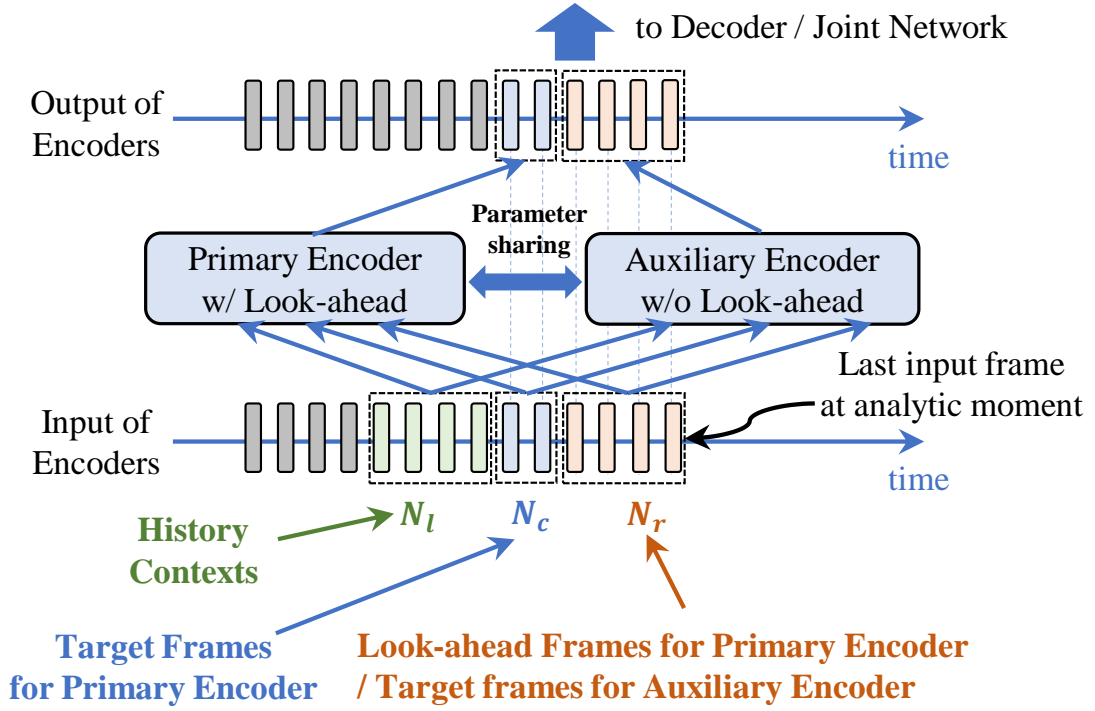 to Decoder / Joint Network
Output of
Encoders
time
Parameter
sharing
Primary Encoder
w/ Look-ahead
Auxiliary Encoder
w/o Look-ahead
Last input frame
at analytic moment
Input of
Encoders
time
N_l
N_c
N_r
History
Contexts
Target Frames
for Primary Encoder
Look-ahead Frames for Primary Encoder
/ Target frames for Auxiliary Encoder